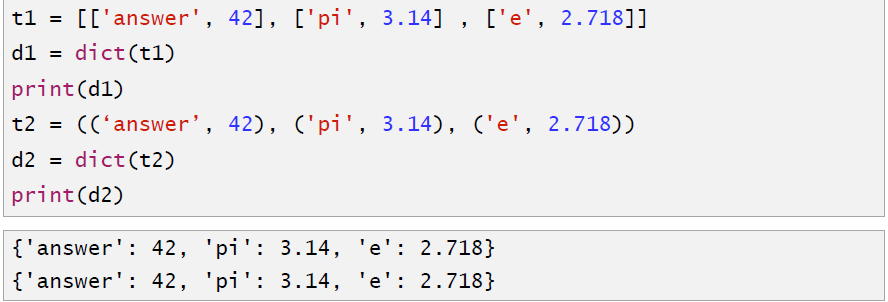 t1 = [['answer', 42], ['pi', 3.14] , ['e', 2.718]]
d1 = dict(t1)
print(d1)
t2 = ((‘answer’, 42), ('pi', 3.14), ('e', 2.718))
d2 = dict(t2)
print(d2)
{'answer': 42, 'pi': 3.14, 'e': 2.718}
{'answer': 42, 'pi': 3.14, 'e': 2.718}